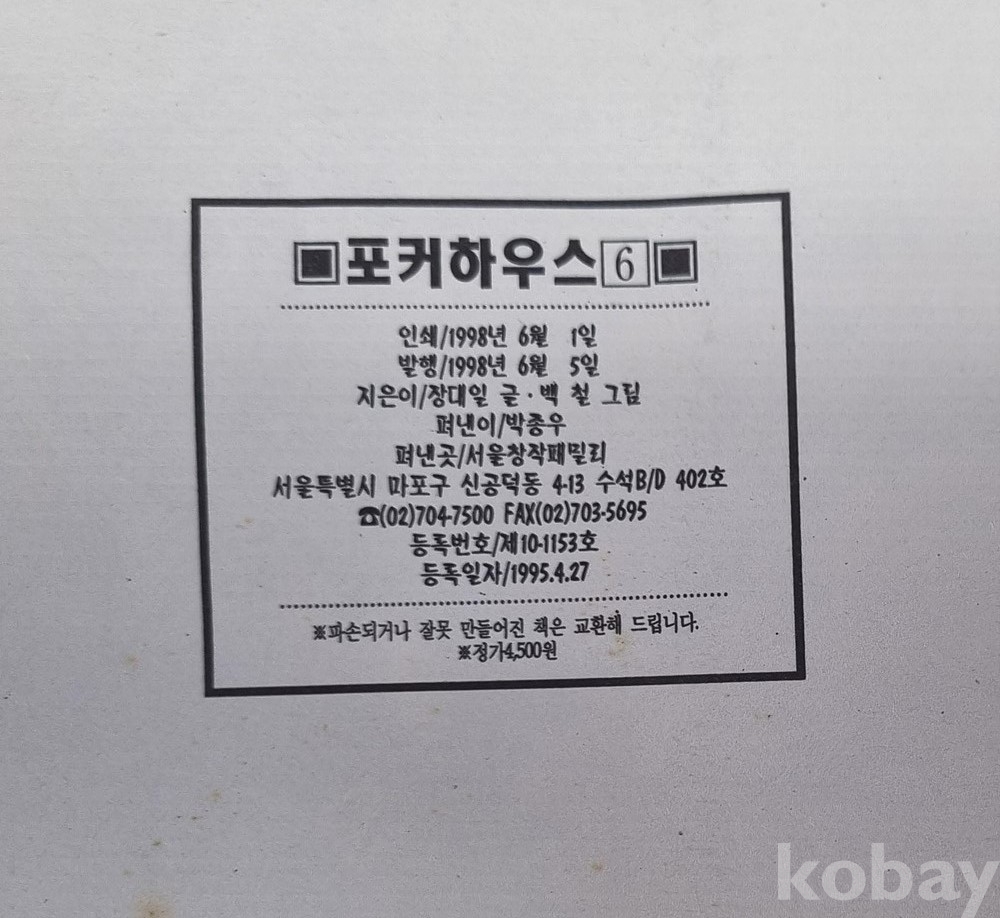 ▣포커하우스6▣
인쇄/1998년 6월 1일
발행/1998년 6월 5일
지은이/장대일 글·백 철 그림
펴낸이/박종우
펴낸곳/서울창작패밀리
서울특별시 마포구 신공덕동 4-13 수석B/D 402호
☎(02)704-7500 FAX(02)703-5695
등록번호/제10-1153호
등록일자/1995.4.27
※파손되거나 잘못 만들어진 책은 교환해 드립니다.
※정가4,500원
kobay